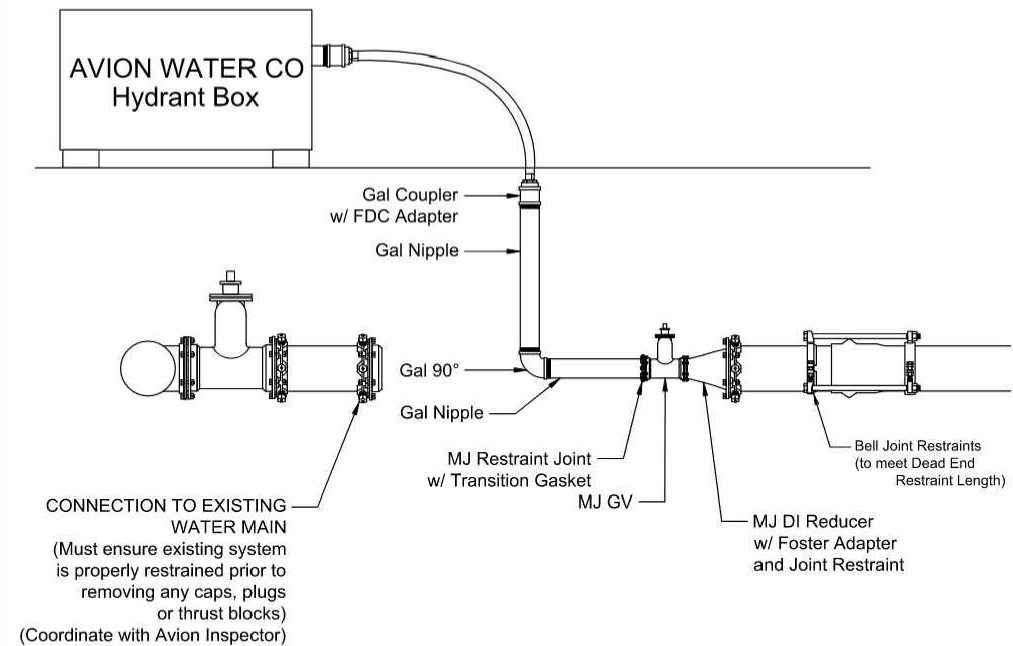 AVION WATER CO
Hydrant Box
Gal Coupler
w/ FDC Adapter
Gal Nipple
Gal 90°
Gal Nipple
MJ Restraint Joint
w/ Transition Gasket
MJ GV
Bell Joint Restraints
(to meet Dead End
Restraint Length)
MJ DI Reducer
w/ Foster Adapter
and Joint Restraint
CONNECTION TO EXISTING
WATER MAIN
(Must ensure existing system
is properly restrained prior to
removing any caps, plugs
or thrust blocks)
(Coordinate with Avion Inspector)